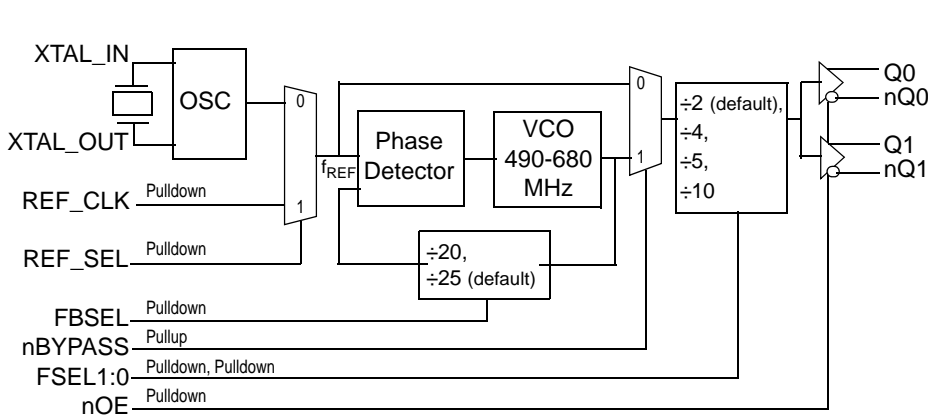 XTAL_IN
XTAL_OUT
OSC
REF_CLK
Pulldown
REF_SEL
Pulldown
0
1
fREF
Phase
Detector
VCO
490-680
MHz
÷20,
÷25 (default)
0
1
÷2 (default),
÷4,
÷5,
÷10
Q0
nQ0
Q1
nQ1
FBSEL
Pulldown
nBYPASS
Pullup
FSEL1:0
Pulldown, Pulldown
nOE
Pulldown